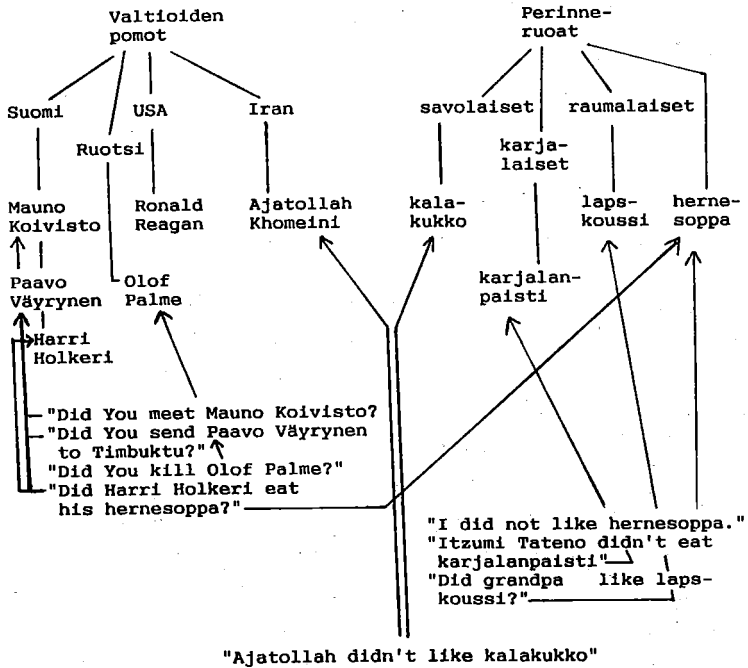 Valtioiden
pomot
Perinne-
ruoat
Suomi
USA
Iran
savolaiset
raumalaiset
Ruotsi
karja-
laiset
Mauno
Koivisto
Ronald
Reagan
Ajatollah
Khomeini
kala-
kukko
laps-
koussi
herne-
soppa
Paavo
Väyrynen
Olof
Palme
karjalan-
paisti
Harri
Holkeri
"Did You meet Mauno Koivisto?
"Did You send Paavo Väyrynen
to Timbuktu?"
"Did You kill Olof Palme?"
"Did Harri Holkeri eat
his hernesoppa?"
"I did not like hernesoppa."
"Itzumi Tateno didn't eat
karjalanpaisti"
"Did grandpa like laps-
koussi?"
"Ajatollah didn't like kalakukko"